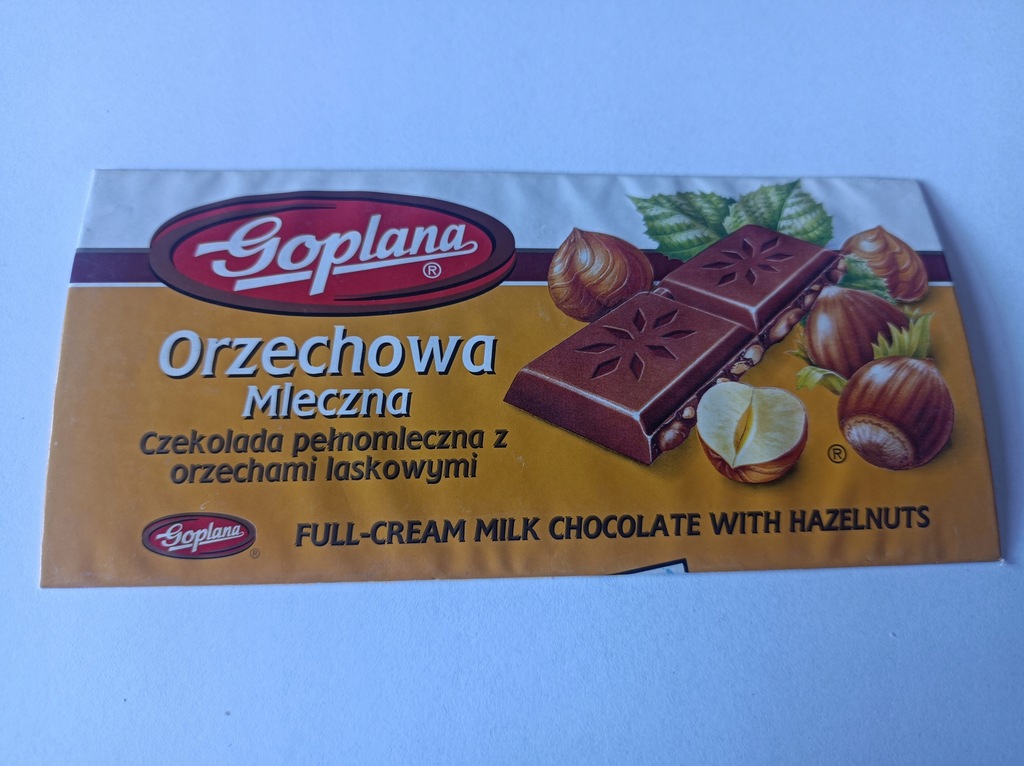 Goplana
®
Orzechowa
Mleczna
Czekolada pełnomleczna z
orzechami laskowymi
®
Goplana
®
FULL-CREAM MILK CHOCOLATE WITH HAZELNUTS